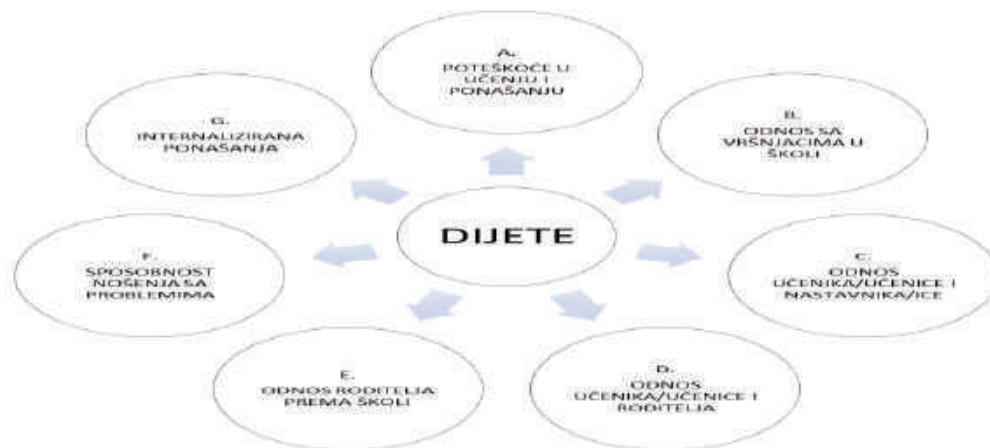 A.
POTEŠKOĆE U
UČENJU I
PONAŠANJU
B.
ODNOS SA
VRŠNJACIMA U
ŠKOLI
C.
ODNOS
UČENIKA/UČENICE I
NASTAVNIKA/ICE
D.
ODNOS
UČENIKA/UČENICE I
RODITELJA
E.
ODNOS RODITELJA
PREMA ŠKOLI
F.
SPOSOBNOST
NOŠENJA SA
PROBLEMIMA
G.
INTERNALIZIRANA
PONAŠANJA
DIJETE